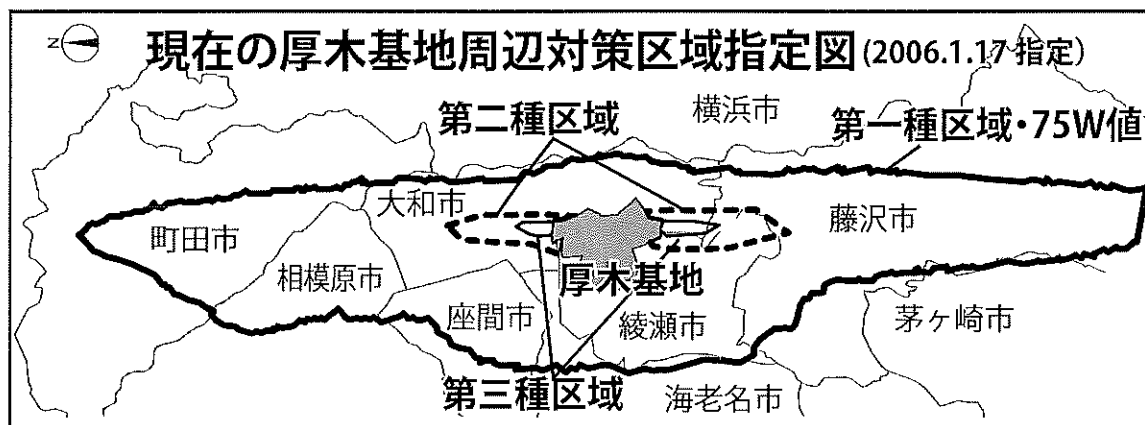 N
現在の厚木基地周辺対策区域指定図(2006.1.17指定)
第二種区域
横浜市
第一種区域・75W値
大和市
藤沢市
町田市
相模原市
厚木基地
座間市
綾瀬市
茅ヶ崎市
第三種区域
海老名市